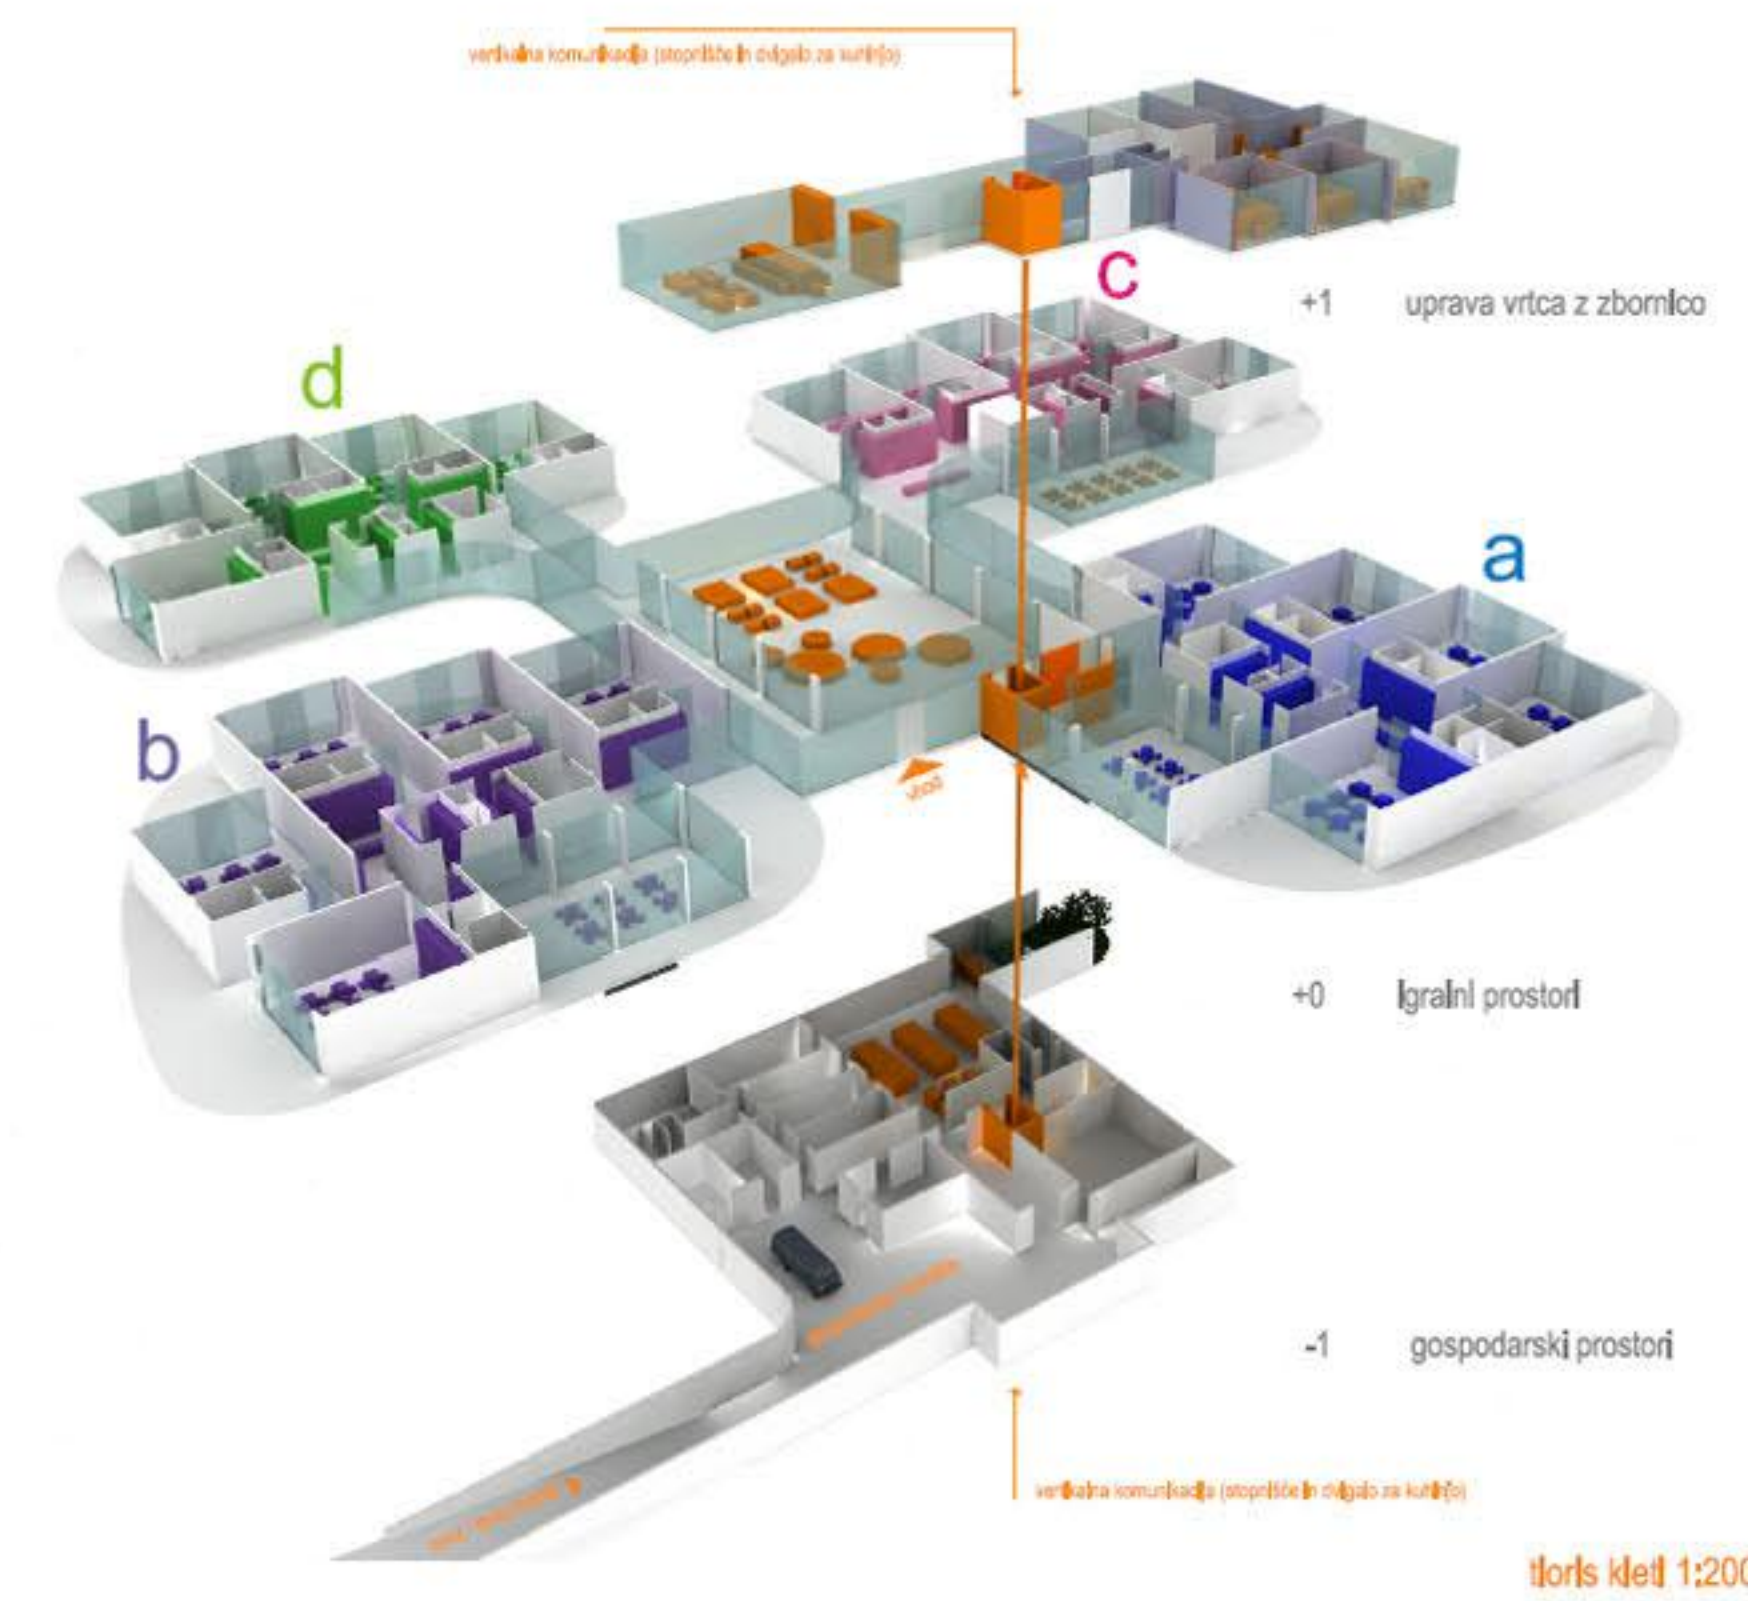 vertikalna komunikacija (stopnišče in dvigalo za kuhinjo)
c
+1 uprava vrtca z zbornico
d
a
b
vhod
+0 igralni prostori
-1 gospodarski prostori
vertikalna komunikacija (stopnišče in dvigalo za kuhinjo)
tloris kleti 1:200